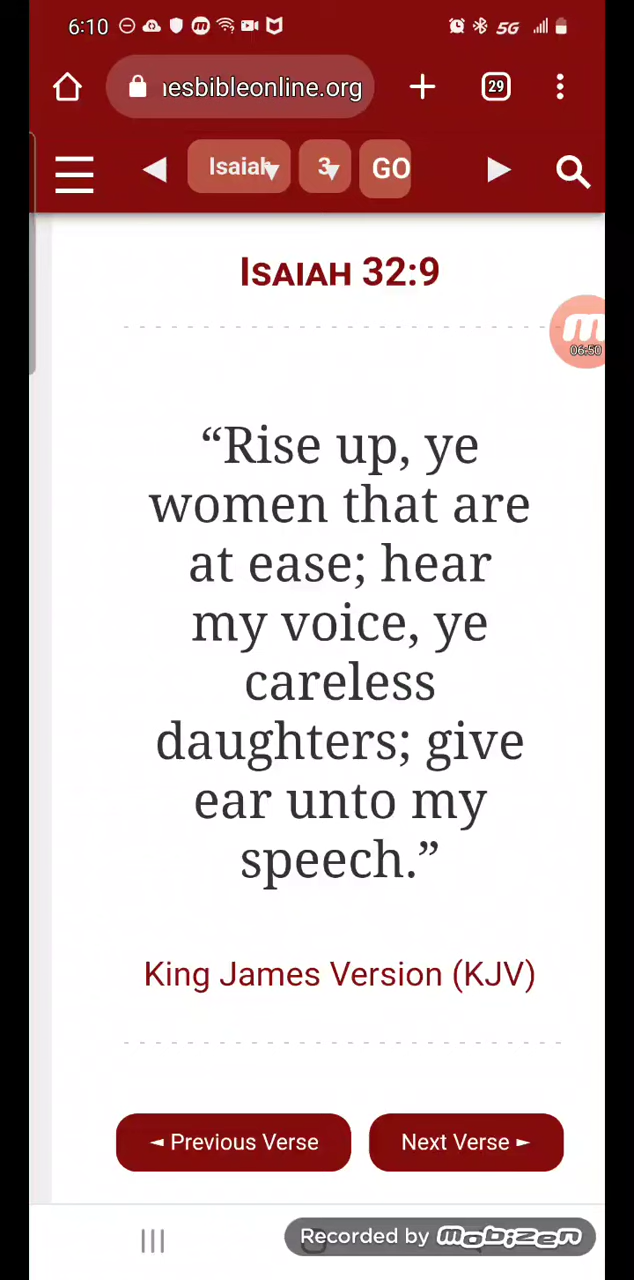 6:10 5G
nesbibleonline.org 29
Isaiah 3 GO
ISAIAH 32:9
06:50
“Rise up, ye
women that are
at ease; hear
my voice, ye
careless
daughters; give
ear unto my
speech.”
King James Version (KJV)
◄ Previous Verse Next Verse ►
Recorded by mobizen